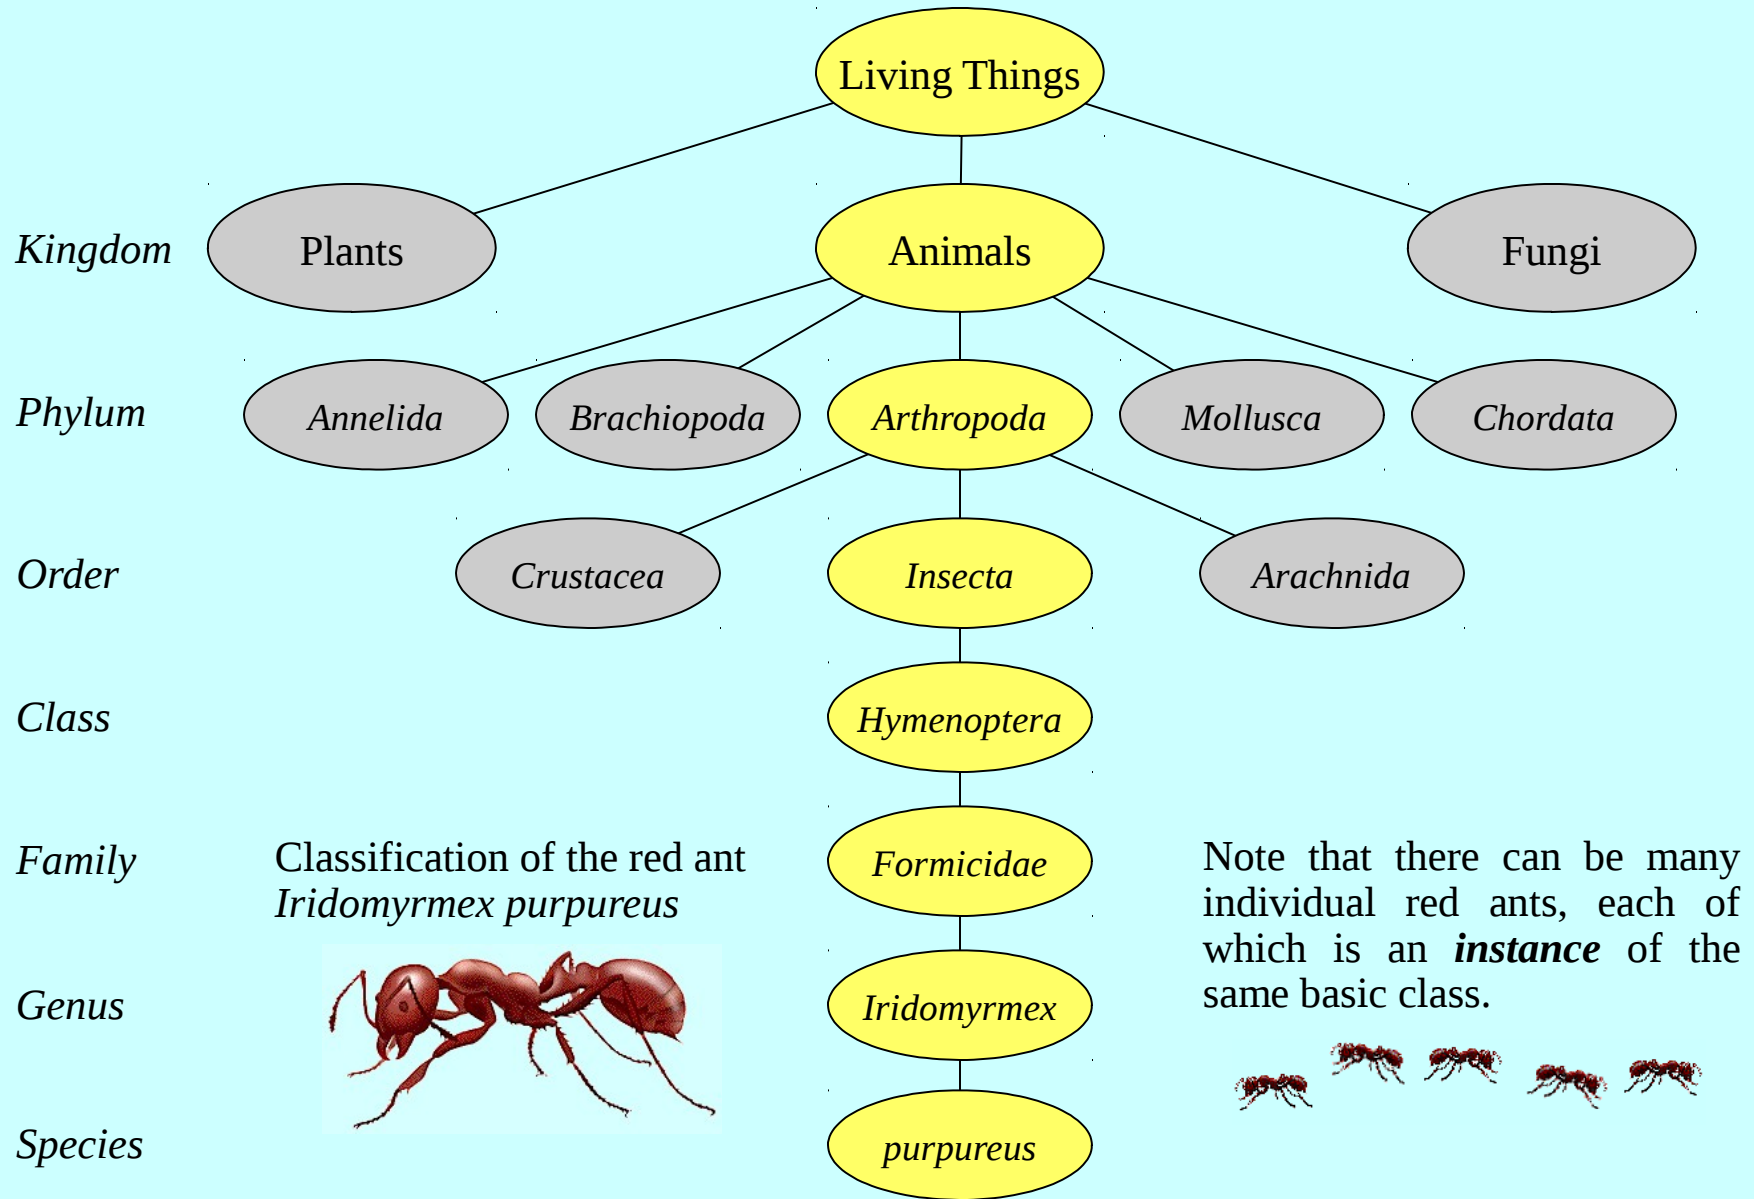 Living Things
Kingdom Plants Animals Fungi
Phylum Annelida Brachiopoda Arthropoda Mollusca Chordata
Order Crustacea Insecta Arachnida
Class Hymenoptera
Family Formicidae
Classification of the red ant
Iridomyrmex purpureus
Note that there can be many
individual red ants, each of
which is an instance of the
same basic class.
Genus Iridomyrmex
Species purpureus